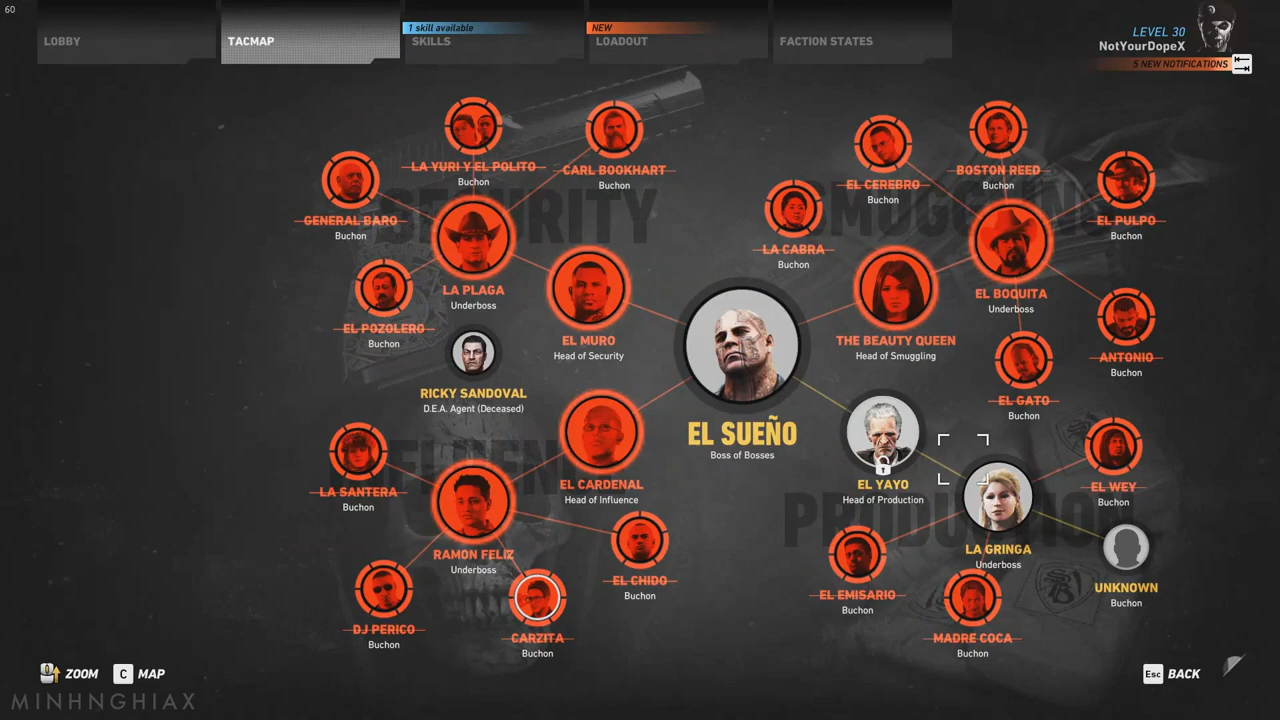 60
LOBBY
TACMAP
1 skill available
SKILLS
NEW
LOADOUT
FACTION STATES
LEVEL 30
NotYourDopeX
5 NEW NOTIFICATIONS
SECURITY
SMUGGLING
INFLUENCE
PRODUCTION
LA YURI Y EL POLITO
Buchon
CARL BOOKHART
Buchon
GENERAL BARO
Buchon
LA PLAGA
Underboss
EL POZOLERO
Buchon
EL MURO
Head of Security
RICKY SANDOVAL
D.E.A. Agent (Deceased)
EL CEREBRO
Buchon
BOSTON REED
Buchon
EL PULPO
Buchon
LA CABRA
Buchon
EL BOQUITA
Underboss
THE BEAUTY QUEEN
Head of Smuggling
ANTONIO
Buchon
EL GATO
Buchon
EL SUEÑO
Boss of Bosses
LA SANTERA
Buchon
EL CARDENAL
Head of Influence
RAMON FELIZ
Underboss
EL CHIDO
Buchon
DJ PERICO
Buchon
CARZITA
Buchon
EL YAYO
Head of Production
EL WEY
Buchon
LA GRINGA
Underboss
UNKNOWN
Buchon
EL EMISARIO
Buchon
MADRE COCA
Buchon
ZOOM
C MAP
Esc BACK
MINHNGHIAX